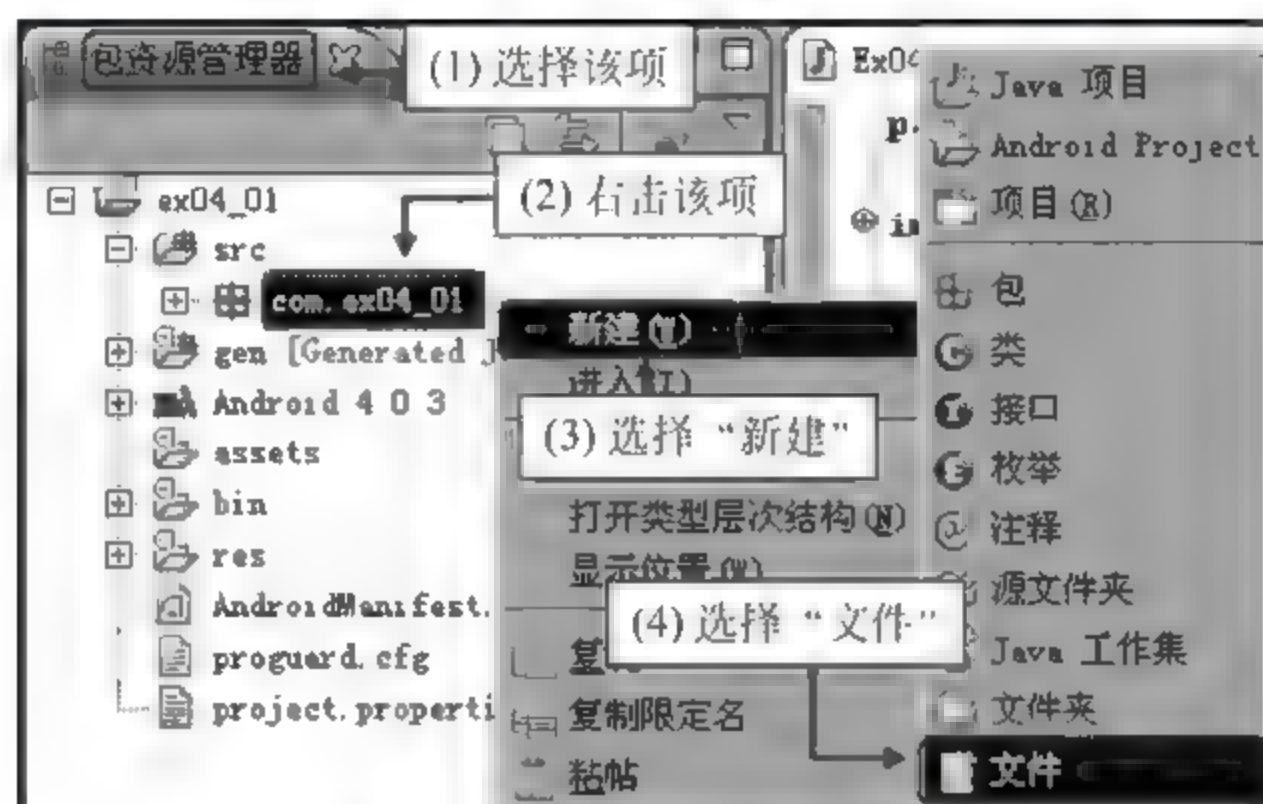 包资源管理器
(1) 选择该项
(2) 右击该项
ex04_01
src
com.ex04_01
gen [Generated
Android 4 0 3
assets
bin
res
AndroidManifest.
proguard.cfg
project.properti
Ex04
p.
新建(W)
进入(I)
(3) 选择“新建”
打开类型层次结构(N)
显示位置(W)
(4) 选择“文件”
复制限定名
粘帖
Java 项目
Android Project
项目(R)
包
类
接口
枚举
注释
源文件夹
Java 工作集
文件夹
文件